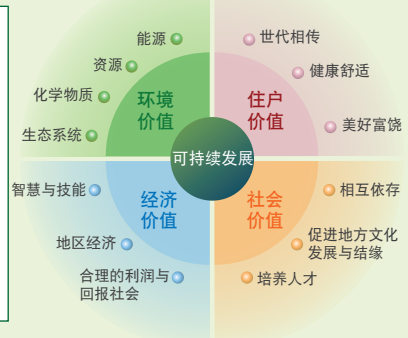 能源
资源
化学物质
生态系统
环境
价值
世代相传
健康舒适
美好富饶
住户
价值
可持续发展
智慧与技能
地区经济
合理的利润与
回报社会
经济
价值
社会
价值
相互依存
促进地方文化
发展与结缘
培养人才